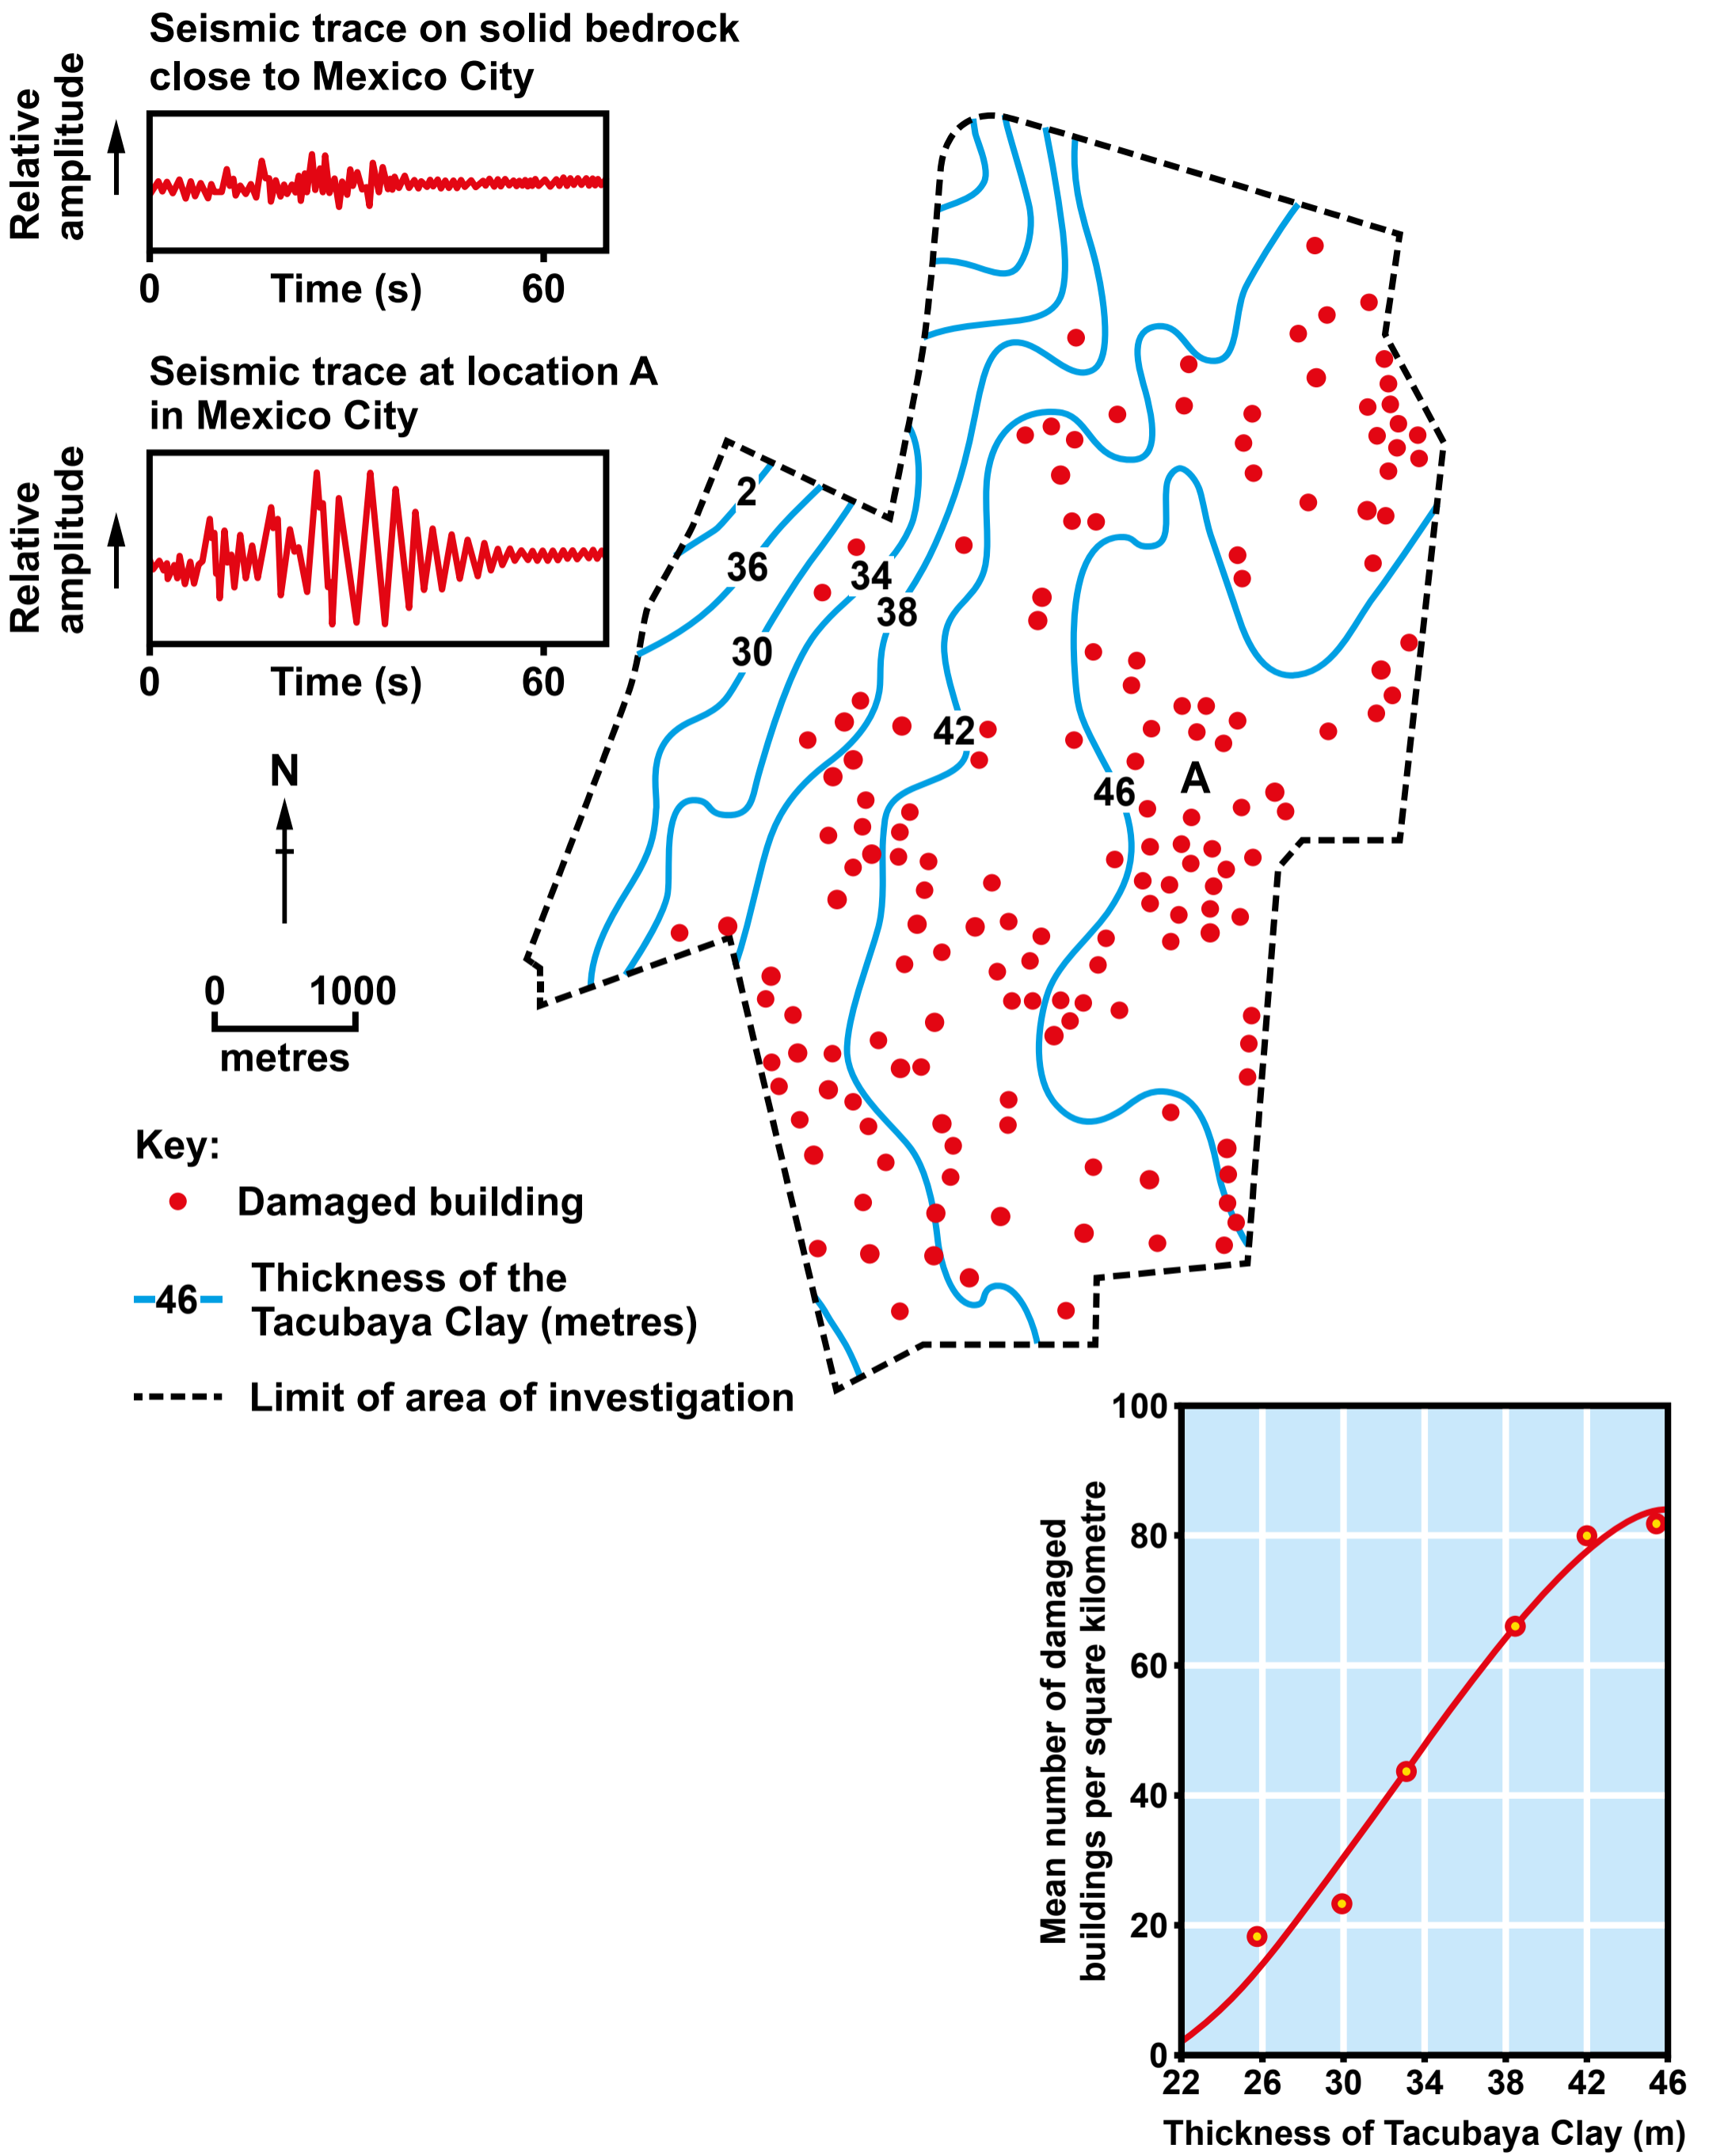 Seismic trace on solid bedrock
close to Mexico City
Relative
amplitude
0
Time (s)
60
Seismic trace at location A
in Mexico City
Relative
amplitude
0
Time (s)
60
2
36
30
34
38
42
46
A
N
0
1000
metres
Key:
Damaged building
46
Thickness of the
Tacubaya Clay (metres)
Limit of area of investigation
Mean number of damaged
buildings per square kilometre
100
80
60
40
20
0
22
26
30
34
38
42
46
Thickness of Tacubaya Clay (m)